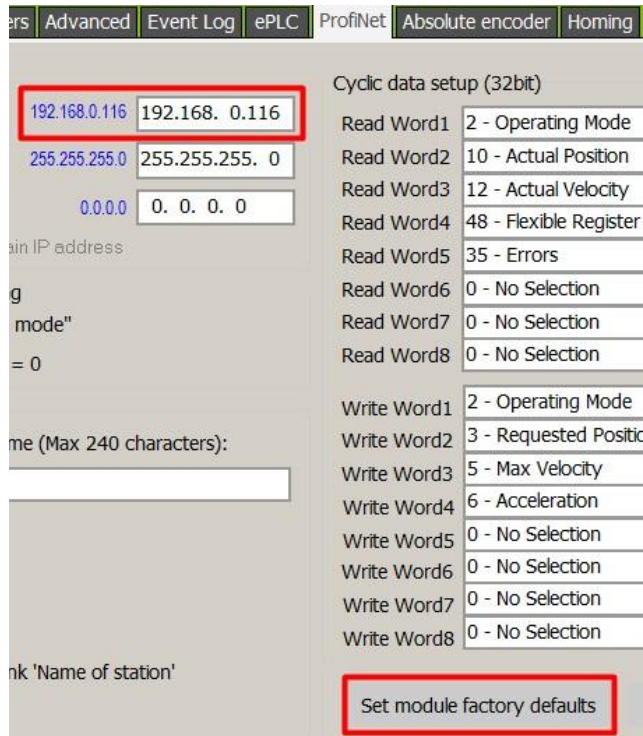 ers Advanced Event Log ePLC ProfiNet Absolute encoder Homing
192.168.0.116 192.168. 0.116
255.255.255.0 255.255.255. 0
0.0.0.0 0. 0. 0. 0
ain IP address
g
mode"
= 0
me (Max 240 characters):
nk 'Name of station'
Cyclic data setup (32bit)
Read Word1 2 - Operating Mode
Read Word2 10 - Actual Position
Read Word3 12 - Actual Velocity
Read Word4 48 - Flexible Register
Read Word5 35 - Errors
Read Word6 0 - No Selection
Read Word7 0 - No Selection
Read Word8 0 - No Selection
Write Word1 2 - Operating Mode
Write Word2 3 - Requested Positio
Write Word3 5 - Max Velocity
Write Word4 6 - Acceleration
Write Word5 0 - No Selection
Write Word6 0 - No Selection
Write Word7 0 - No Selection
Write Word8 0 - No Selection
Set module factory defaults